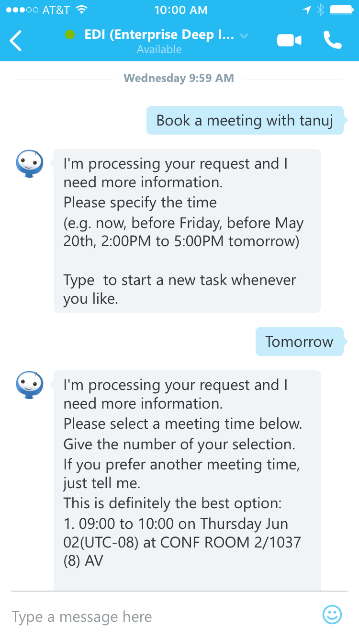 AT&T 10:00 AM
EDI (Enterprise Deep I...
Available
Wednesday 9:59 AM
Book a meeting with tanuj
I'm processing your request and I
need more information.
Please specify the time
(e.g. now, before Friday, before May
20th, 2:00PM to 5:00PM tomorrow)
Type  to start a new task whenever
you like.
Tomorrow
I'm processing your request and I
need more information.
Please select a meeting time below.
Give the number of your selection.
If you prefer another meeting time,
just tell me.
This is definitely the best option:
1. 09:00 to 10:00 on Thursday Jun
02(UTC-08) at CONF ROOM 2/1037
(8) AV
Type a message here